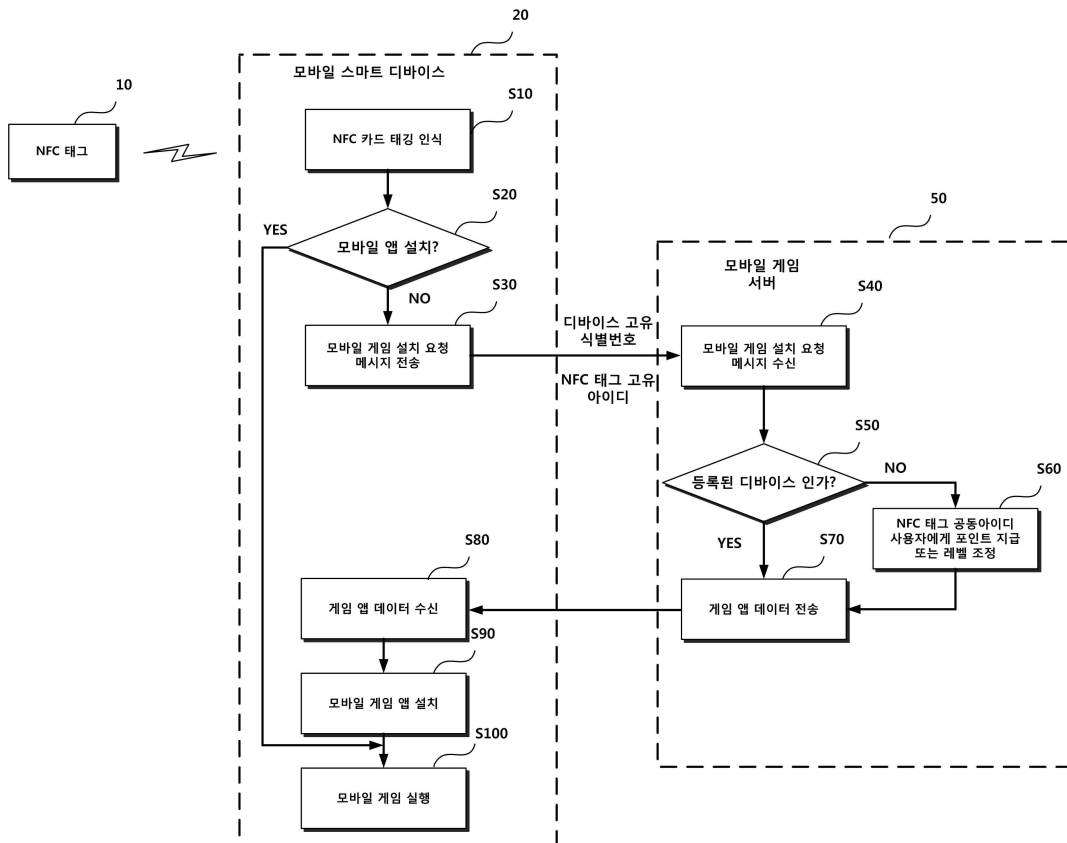 20
모바일 스마트 디바이스
10
NFC 태그
S10
NFC 카드 태깅 인식
S20
YES
모바일 앱 설치?
NO
S30
모바일 게임 설치 요청
메시지 전송
디바이스 고유
식별번호
NFC 태그 고유
아이디
50
모바일 게임
서버
S40
모바일 게임 설치 요청
메시지 수신
S50
등록된 디바이스 인가?
NO
YES
S60
NFC 태그 공동아이디
사용자에게 포인트 지급
또는 레벨 조정
S70
게임 앱 데이터 전송
S80
게임 앱 데이터 수신
S90
모바일 게임 앱 설치
S100
모바일 게임 실행